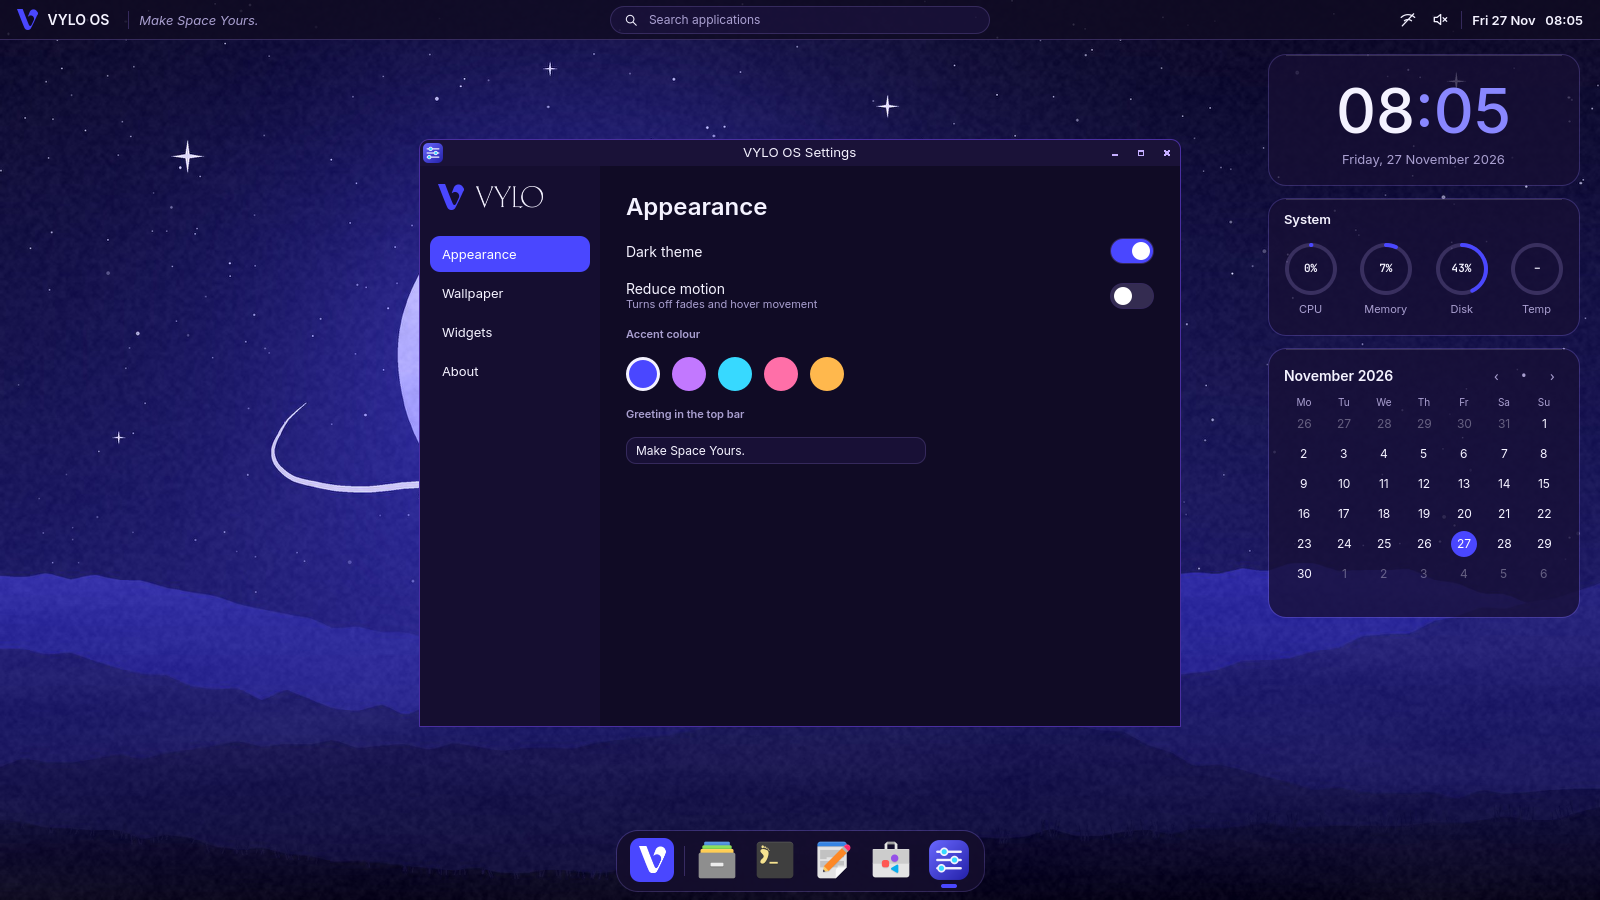 VYLO OS
Make Space Yours.
Search applications
Fri 27 Nov 08:05
08:05
Friday, 27 November 2026
System
0% 7% 43% –
CPU Memory Disk Temp
November 2026
‹ • ›
Mo Tu We Th Fr Sa Su
26 27 28 29 30 31 1
2 3 4 5 6 7 8
9 10 11 12 13 14 15
16 17 18 19 20 21 22
23 24 25 26 27 28 29
30 1 2 3 4 5 6
VYLO OS Settings
VYLO
Appearance
Wallpaper
Widgets
About
Appearance
Dark theme
Reduce motion
Turns off fades and hover movement
Accent colour
Greeting in the top bar
Make Space Yours.